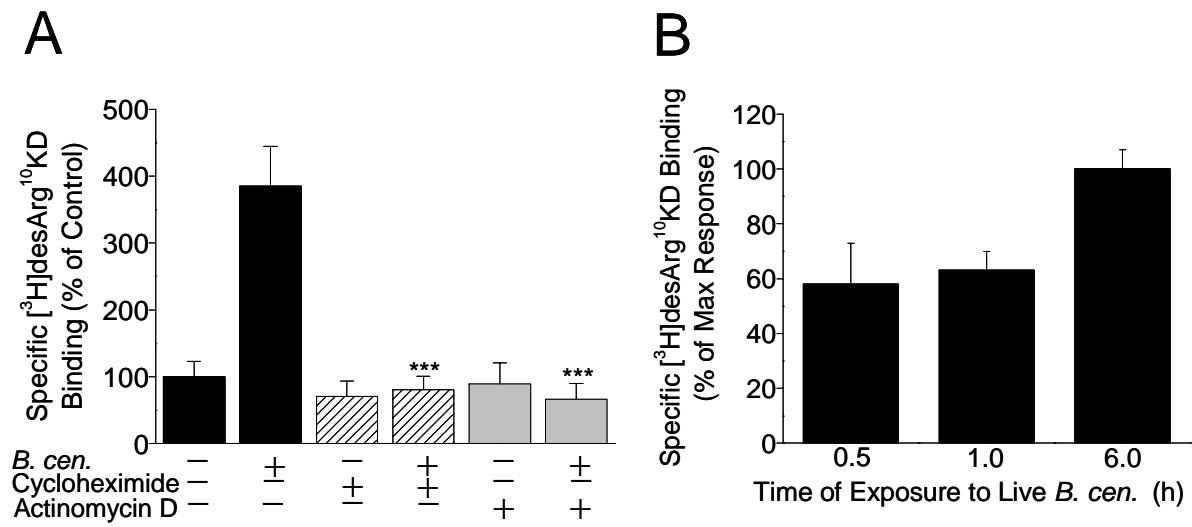 A
Specific [³H]desArg¹⁰KD
Binding (% of Control)
500
400
300
200
100
0
*** ***
B. cen. − + − + − +
Cycloheximide − − + + − −
Actinomycin D − − − − + +
B
Specific [³H]desArg¹⁰KD Binding
(% of Max Response)
120
100
80
60
40
20
0
0.5 1.0 6.0
Time of Exposure to Live B. cen. (h)